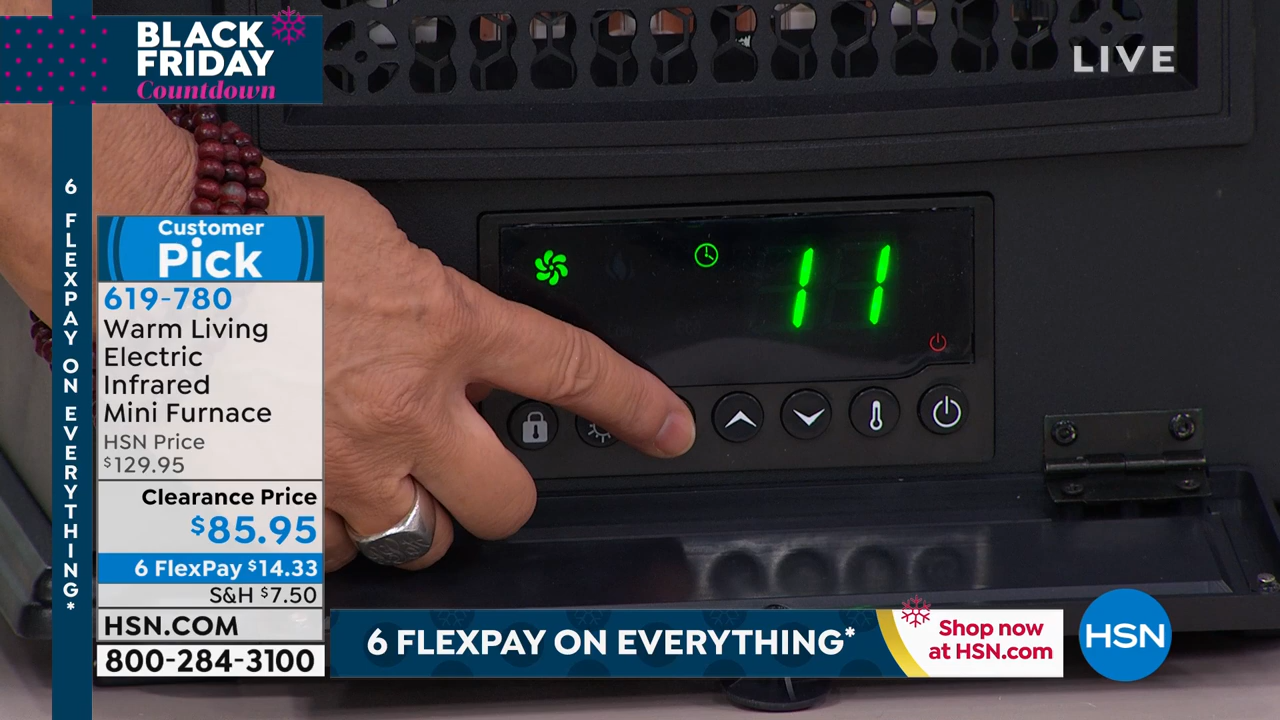 BLACK
FRIDAY
Countdown
LIVE
6 FLEXPAY ON EVERYTHING*
Customer
Pick
619-780
Warm Living
Electric
Infrared
Mini Furnace
HSN Price
$129.95
Clearance Price
$85.95
6 FlexPay $14.33
S&H $7.50
HSN.COM
800-284-3100
11
6 FLEXPAY ON EVERYTHING*
Shop now
at HSN.com
HSN